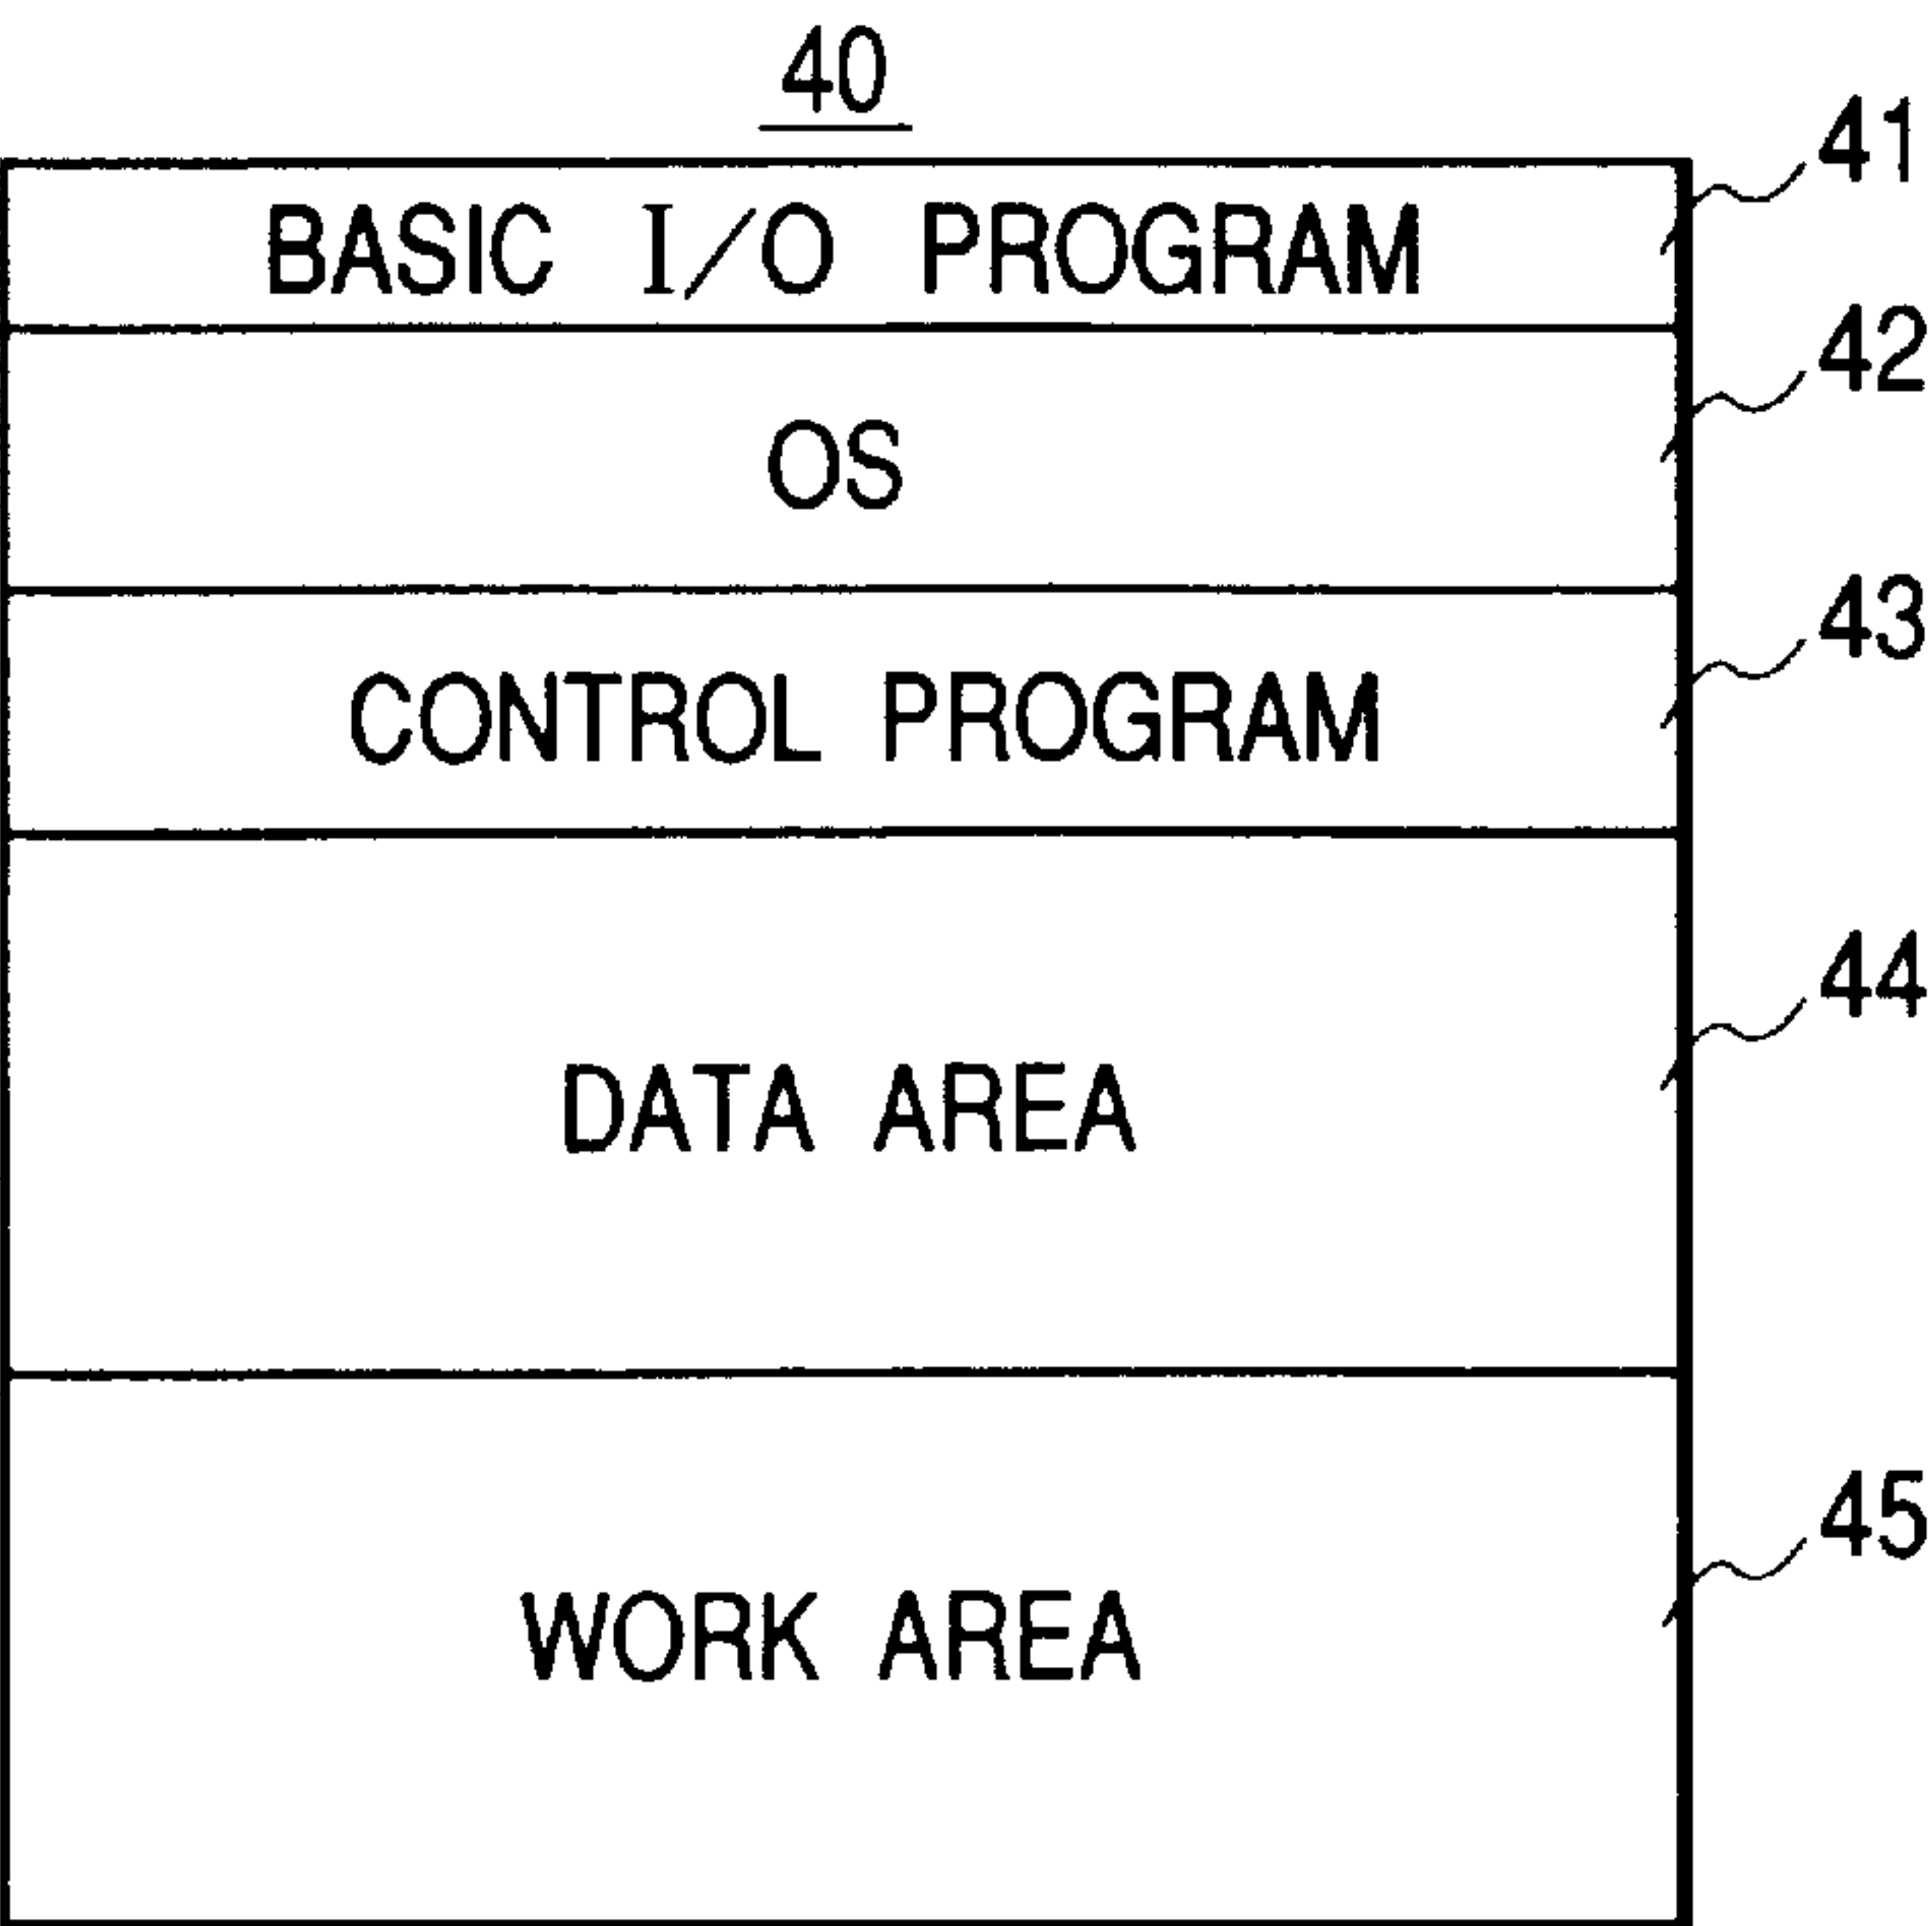 40
BASIC I/O PROGRAM
41
OS
42
CONTROL PROGRAM
43
DATA AREA
44
WORK AREA
45